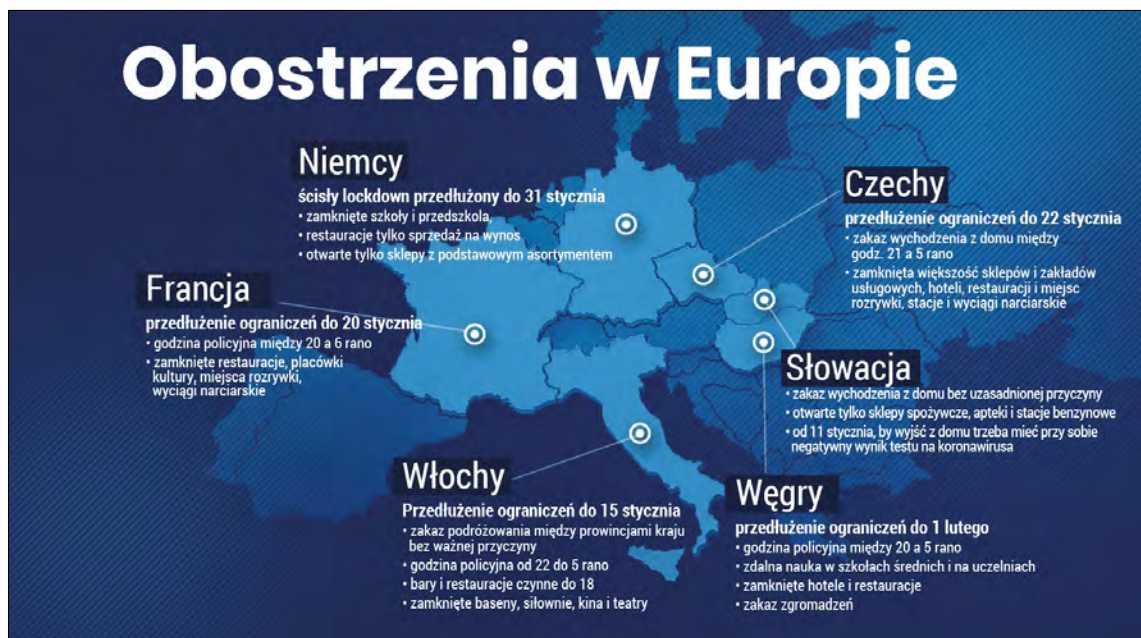 Obostrzenia w Europie
Niemcy
ścisły lockdown przedłużony do 31 stycznia
• zamknięte szkoły i przedszkola,
• restauracje tylko sprzedaż na wynos
• otwarte tylko sklepy z podstawowym asortymentem
Czechy
przedłużenie ograniczeń do 22 stycznia
• zakaz wychodzenia z domu między
godz. 21 a 5 rano
• zamknięta większość sklepów i zakładów
usługowych, hoteli, restauracji i miejsc
rozrywki, stacje i wyciągi narciarskie
Francja
przedłużenie ograniczeń do 20 stycznia
• godzina policyjna między 20 a 6 rano
• zamknięte restauracje, placówki
kultury, miejsca rozrywki,
wyciągi narciarskie
Słowacja
• zakaz wychodzenia z domu bez uzasadnionej przyczyny
• otwarte tylko sklepy spożywcze, apteki i stacje benzynowe
• od 11 stycznia, by wyjść z domu trzeba mieć przy sobie
negatywny wynik testu na koronawirusa
Włochy
Przedłużenie ograniczeń do 15 stycznia
• zakaz podróżowania między prowincjami kraju
bez ważnej przyczyny
• godzina policyjna od 22 do 5 rano
• bary i restauracje czynne do 18
• zamknięte baseny, siłownie, kina i teatry
Węgry
przedłużenie ograniczeń do 1 lutego
• godzina policyjna między 20 a 5 rano
• zdalna nauka w szkołach średnich i na uczelniach
• zamknięte hotele i restauracje
• zakaz zgromadzeń